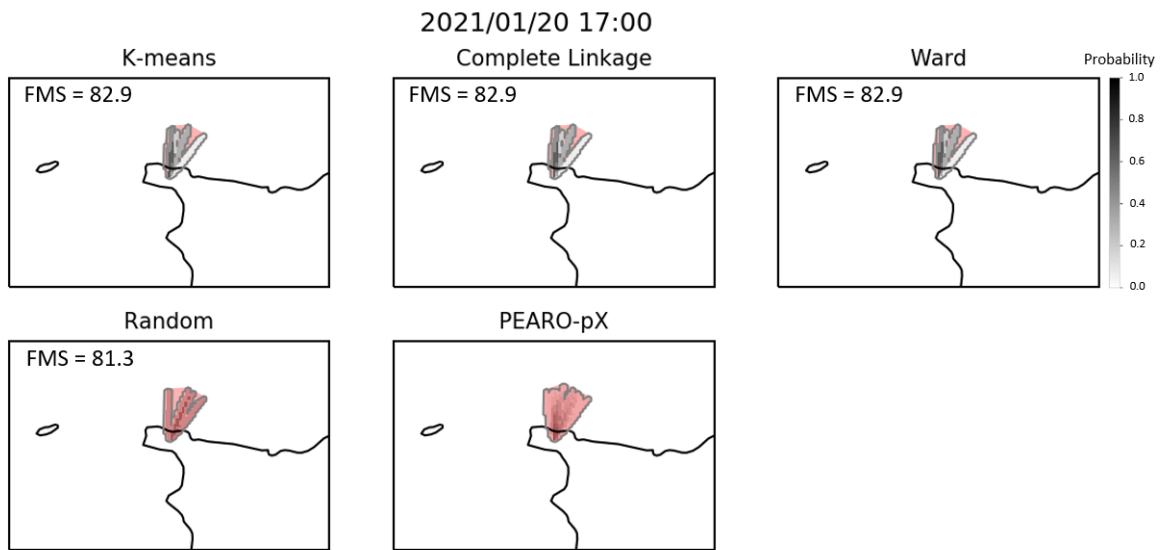 2021/01/20 17:00
K-means
Complete Linkage
Ward
Probability
FMS = 82.9
FMS = 82.9
FMS = 82.9
1.0
0.8
0.6
0.4
0.2
0.0
Random
PEARO-pX
FMS = 81.3